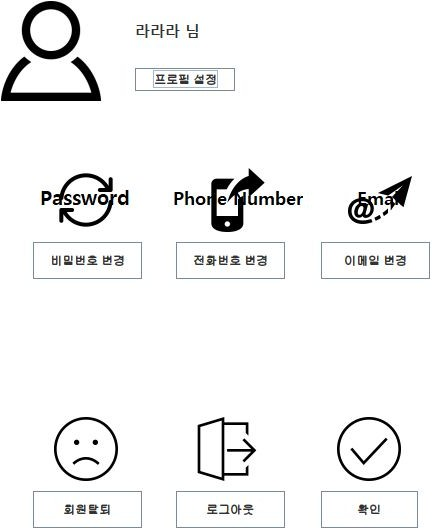 라라라 님
프로필 설정
Password Phone Number Email
비밀번호 변경 전화번호 변경 이메일 변경
회원탈퇴 로그아웃 확인